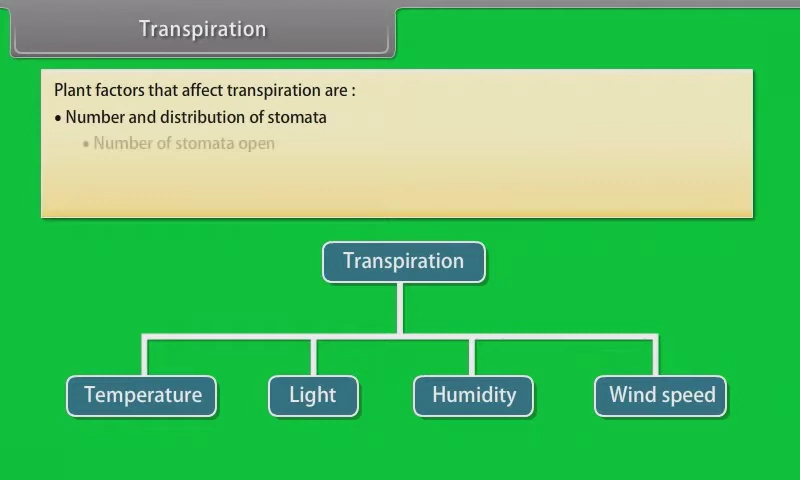 Transpiration
Plant factors that affect transpiration are :
• Number and distribution of stomata
• Number of stomata open
Transpiration
Temperature
Light
Humidity
Wind speed